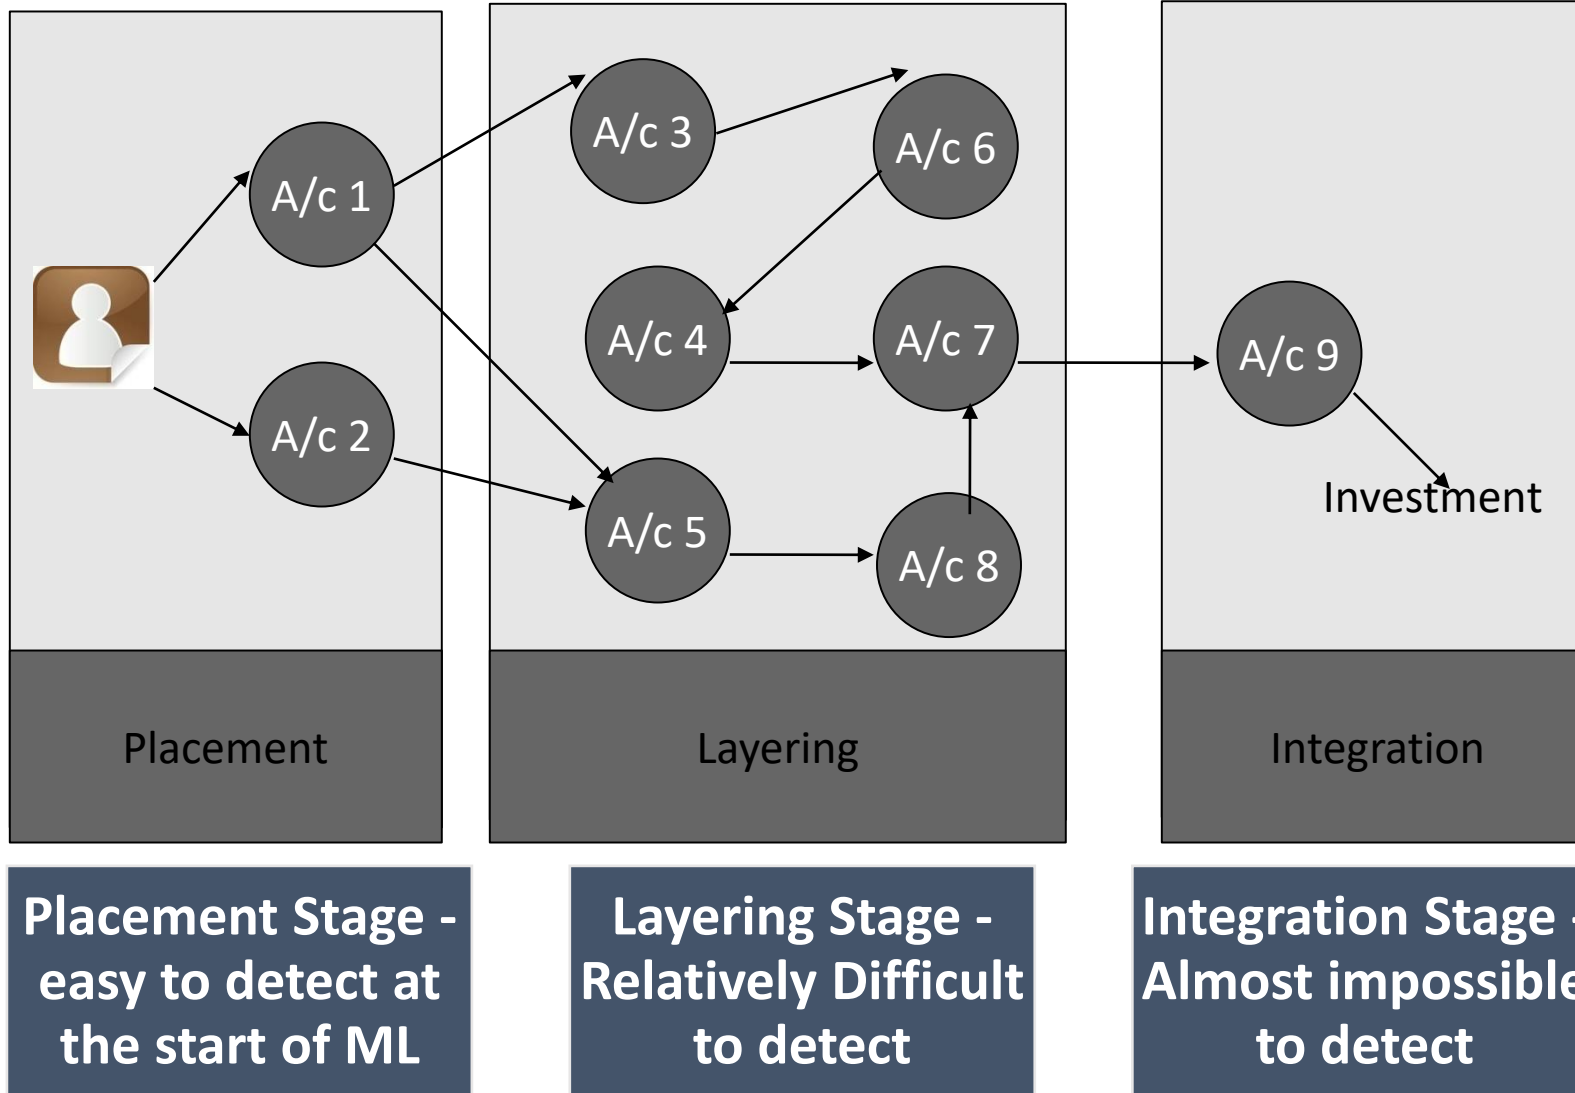 A/c 1
A/c 2
A/c 3
A/c 6
A/c 4
A/c 7
A/c 5
A/c 8
A/c 9
Investment
Placement
Layering
Integration
Placement Stage -
easy to detect at
the start of ML
Layering Stage -
Relatively Difficult
to detect
Integration Stage -
Almost impossible
to detect